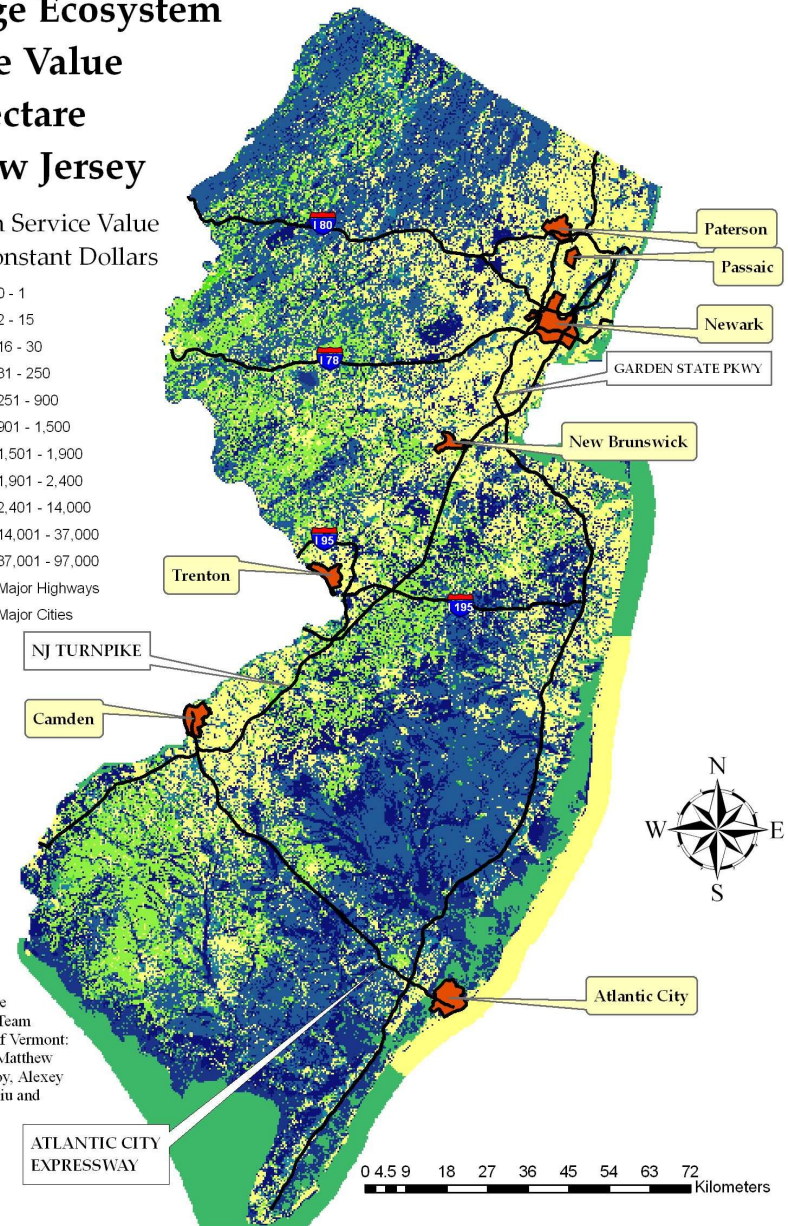 ge Ecosystem
e Value
ectare
w Jersey
n Service Value
onstant Dollars
0 - 1
2 - 15
16 - 30
31 - 250
251 - 900
901 - 1,500
1,501 - 1,900
1,901 - 2,400
2,401 - 14,000
14,001 - 37,000
37,001 - 97,000
Major Highways
Major Cities
I 80
Paterson
Passaic
Newark
I 78
GARDEN STATE PKWY
New Brunswick
I 95
Trenton
I 195
NJ TURNPIKE
Camden
N
W
E
S
Atlantic City
e
Team
f Vermont:
Matthew
oy, Alexey
iu and
ATLANTIC CITY
EXPRESSWAY
0 4.5 9 18 27 36 45 54 63 72
Kilometers